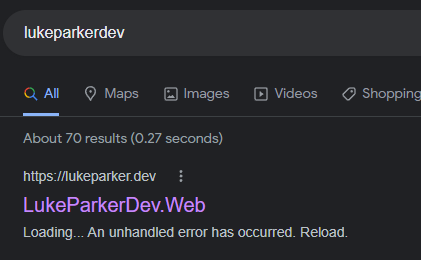 lukeparkerdev
All Maps Images Videos Shopping
About 70 results (0.27 seconds)
https://lukeparker.dev
LukeParkerDev.Web
Loading... An unhandled error has occurred. Reload.